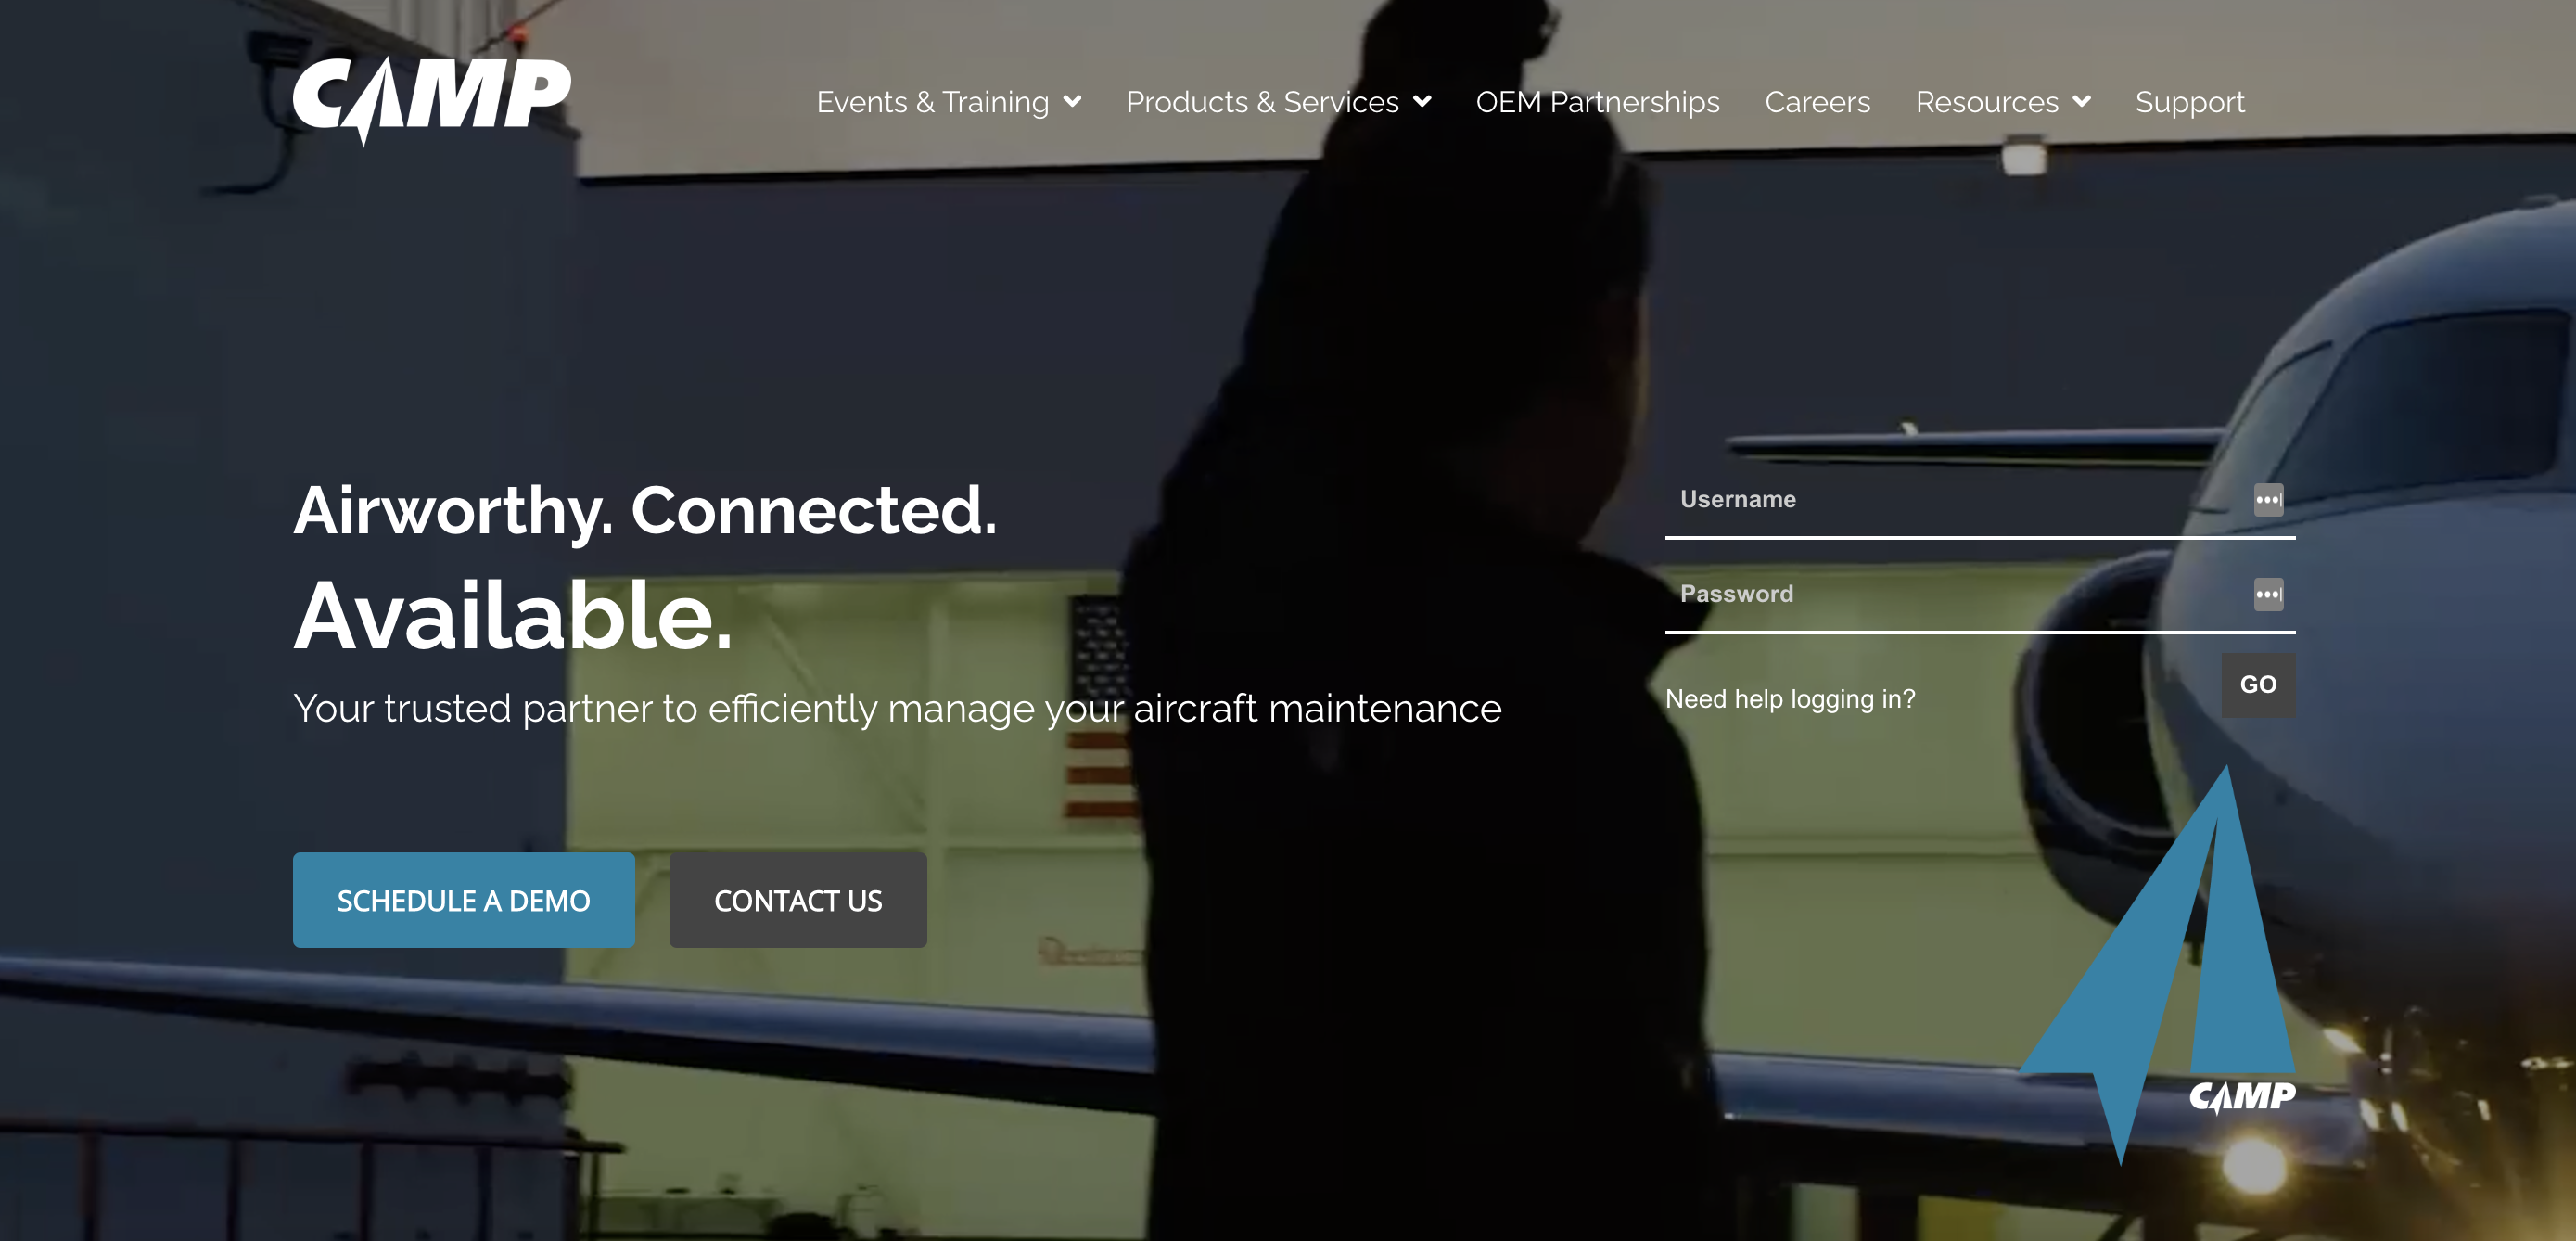 CAMP
Events & Training
Products & Services
OEM Partnerships
Careers
Resources
Support
Airworthy. Connected.
Available.
Your trusted partner to efficiently manage your aircraft maintenance
SCHEDULE A DEMO
CONTACT US
Username
Password
Need help logging in?
GO
CAMP